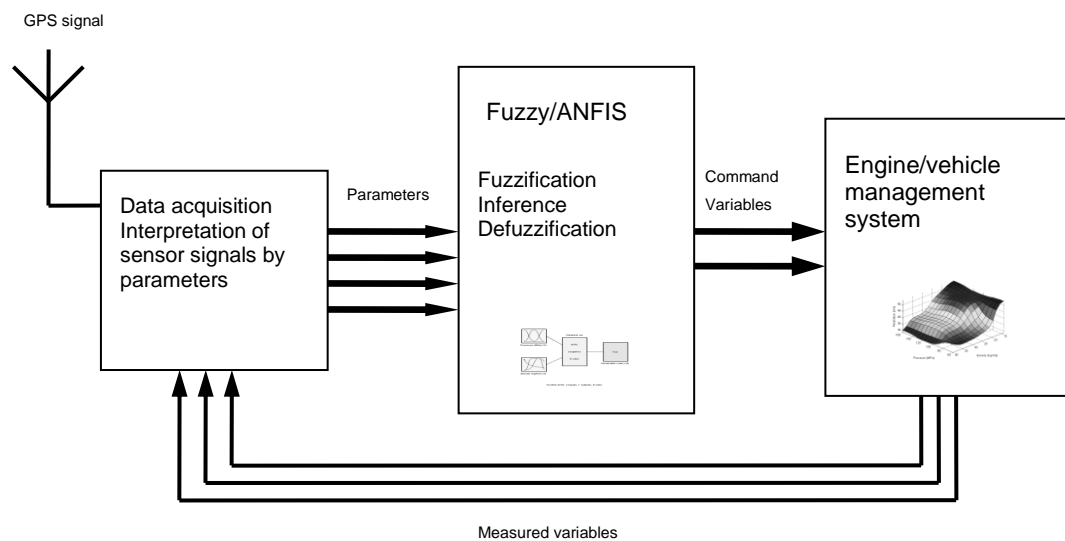 GPS signal
Data acquisition
Interpretation of
sensor signals by
parameters
Parameters
Fuzzy/ANFIS
Fuzzification
Inference
Defuzzification
Command
Variables
Engine/vehicle
management
system
Measured variables